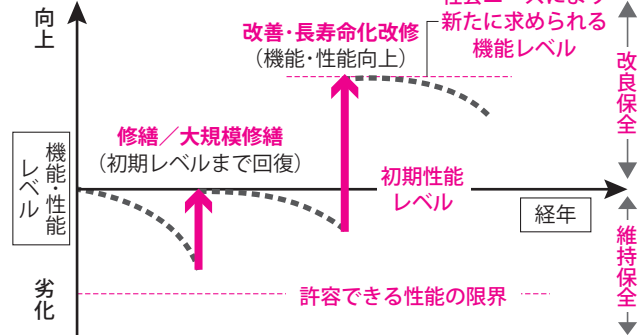 向上
新たに求められる
機能レベル
改善・長寿命化改修
（機能・性能向上）
改良保全
修繕／大規模修繕
（初期レベルまで回復）
機能・性能
レベル
初期性能
レベル
経年
維持保全
劣化
許容できる性能の限界